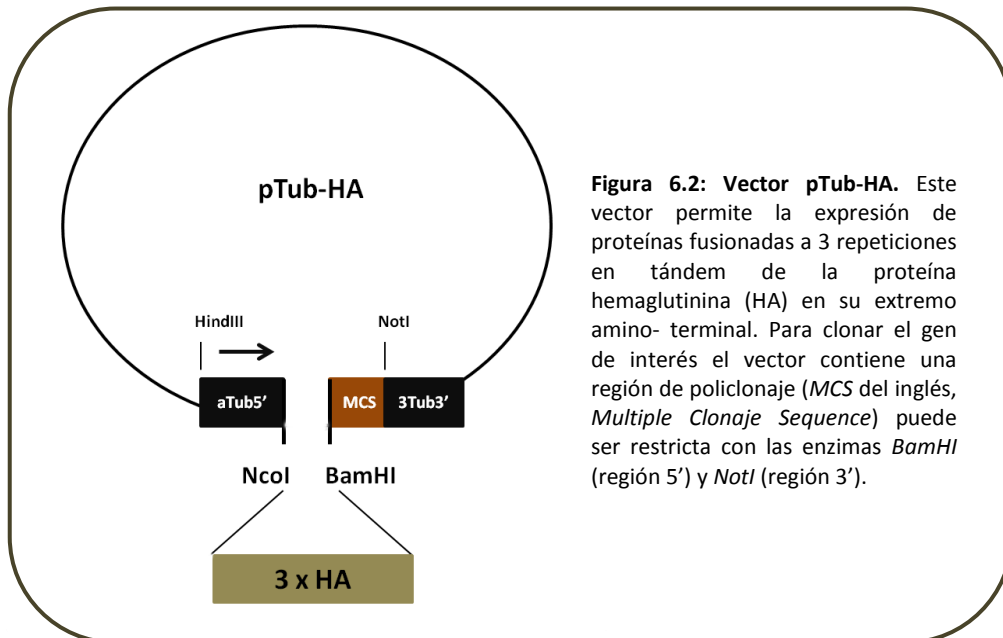 pTub-HA
HindIII
NotI
aTub5'
MCS
3Tub3'
NcoI
BamHI
3 x HA
Figura 6.2: Vector pTub-HA. Este
vector permite la expresión de
proteínas fusionadas a 3 repeticiones
en tándem de la proteína
hemaglutinina (HA) en su extremo
amino- terminal. Para clonar el gen
de interés el vector contiene una
región de policlonaje (MCS del inglés,
Multiple Clonaje Sequence) puede
ser restricta con las enzimas BamHI
(región 5') y NotI (región 3').